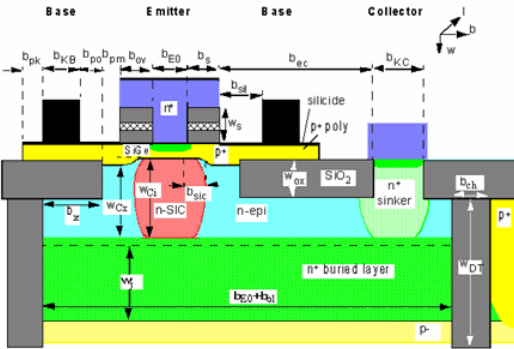 Base Emitter Base Collector
l
b
w
bpk bKB bpo bpm bov bE0 bs bec bKC
bsil
n+
ws
silicide
p+ poly
SiGe p+
wox SiO2
n+
sinker
bch
p+
wCx wCi bsic
n-SIC n-epi
bx
wDT
n+ buried layer
bE0+bbl
p-